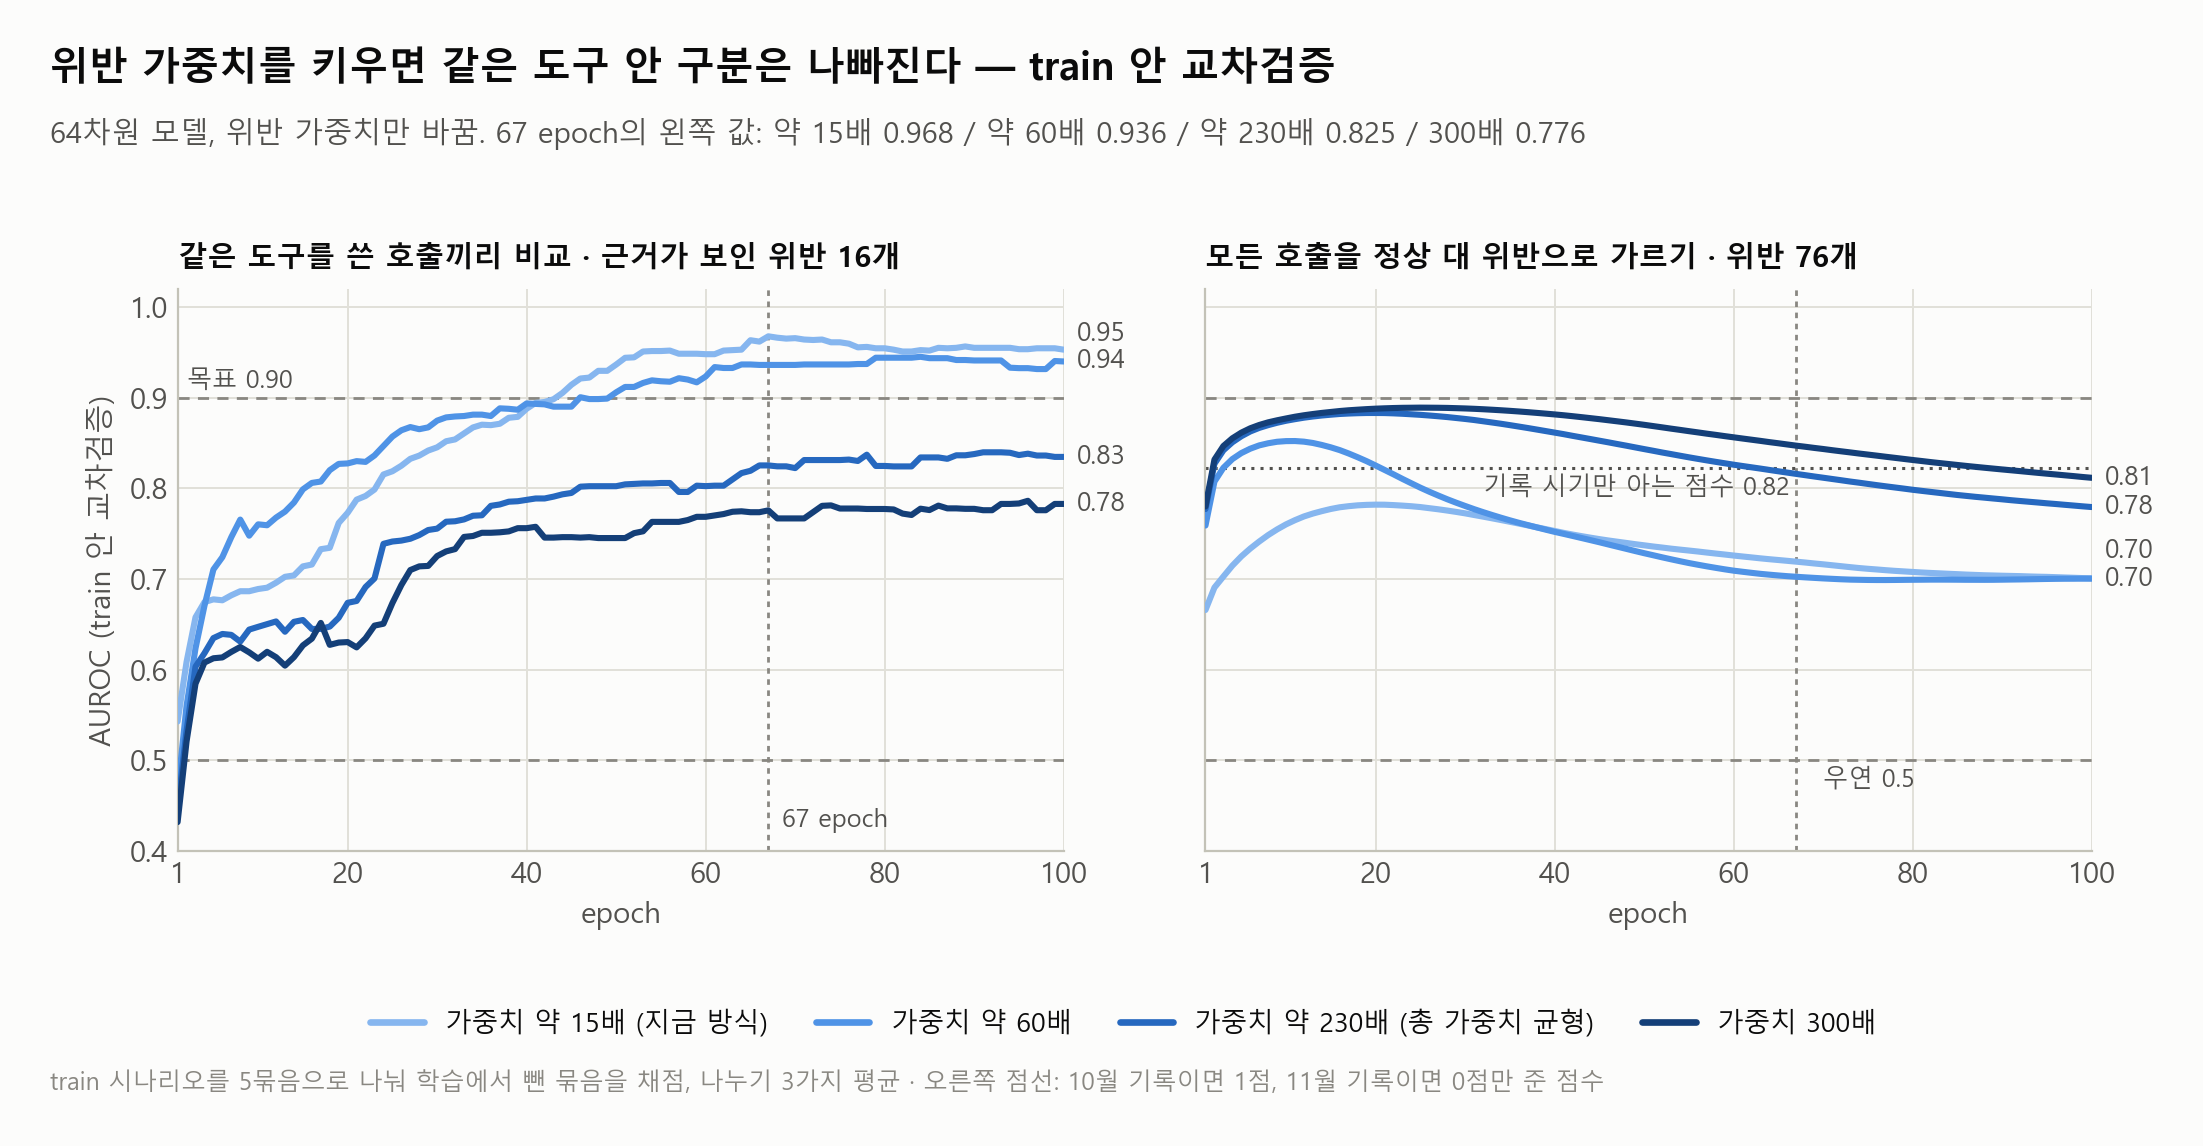 위반 가중치를 키우면 같은 도구 안 구분은 나빠진다 — train 안 교차검증
64차원 모델, 위반 가중치만 바꿈. 67 epoch의 왼쪽 값: 약 15배 0.968 / 약 60배 0.936 / 약 230배 0.825 / 300배 0.776
같은 도구를 쓴 호출끼리 비교 · 근거가 보인 위반 16개
AUROC (train 안 교차검증)
1.0
0.9
0.8
0.7
0.6
0.5
0.4
목표 0.90
67 epoch
0.95
0.94
0.83
0.78
1
20
40
60
80
100
epoch
모든 호출을 정상 대 위반으로 가르기 · 위반 76개
기록 시기만 아는 점수 0.82
우연 0.5
0.81
0.78
0.70
0.70
1
20
40
60
80
100
epoch
가중치 약 15배 (지금 방식)
가중치 약 60배
가중치 약 230배 (총 가중치 균형)
가중치 300배
train 시나리오를 5묶음으로 나눠 학습에서 뺀 묶음을 채점, 나누기 3가지 평균 · 오른쪽 점선: 10월 기록이면 1점, 11월 기록이면 0점만 준 점수